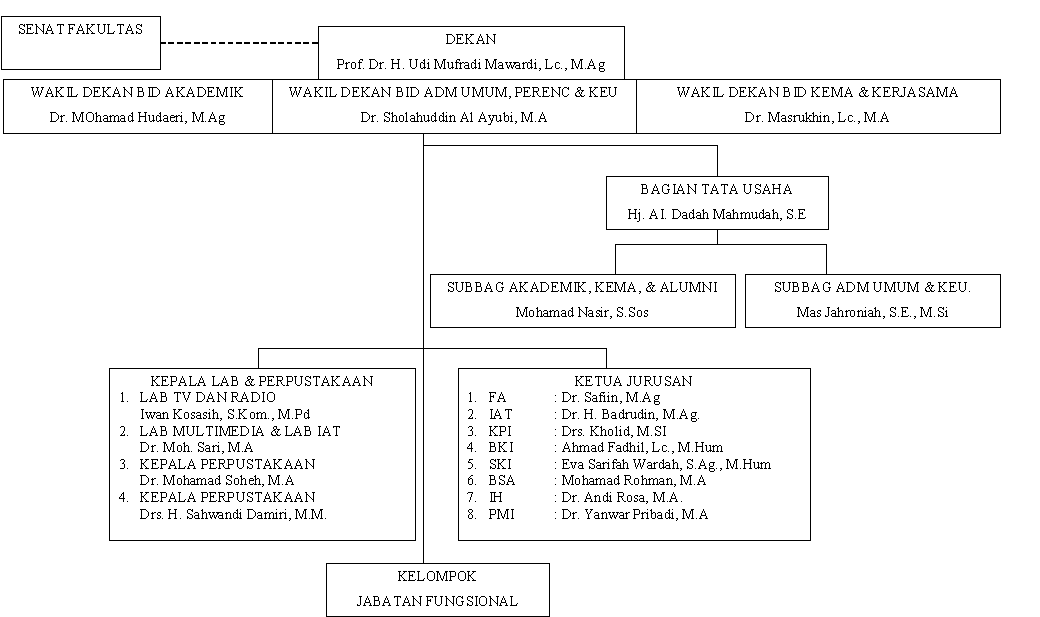 SENAT FAKULTAS
DEKAN
Prof. Dr. H. Udi Mufradi Mawardi, Lc., M.Ag
WAKIL DEKAN BID AKADEMIK
Dr. MOhamad Hudaeri, M.Ag
WAKIL DEKAN BID ADM UMUM, PERENC & KEU
Dr. Sholahuddin Al Ayubi, M.A
WAKIL DEKAN BID KEMA & KERJASAMA
Dr. Masrukhin, Lc., M.A
BAGIAN TATA USAHA
Hj. AI. Dadah Mahmudah, S.E
SUBBAG AKADEMIK, KEMA, & ALUMNI
Mohamad Nasir, S.Sos
SUBBAG ADM UMUM & KEU.
Mas Jahroniah, S.E., M.Si
KEPALA LAB & PERPUSTAKAAN
1. LAB TV DAN RADIO
Iwan Kosasih, S.Kom., M.Pd
2. LAB MULTIMEDIA & LAB IAT
Dr. Moh. Sari, M.A
3. KEPALA PERPUSTAKAAN
Dr. Mohamad Soheh, M.A
4. KEPALA PERPUSTAKAAN
Drs. H. Sahwandi Damiri, M.M.
KETUA JURUSAN
1. FA : Dr. Safiin, M.Ag
2. IAT : Dr. H. Badrudin, M.Ag.
3. KPI : Drs. Kholid, M.SI
4. BKI : Ahmad Fadhil, Lc., M.Hum
5. SKI : Eva Sarifah Wardah, S.Ag., M.Hum
6. BSA : Mohamad Rohman, M.A
7. IH : Dr. Andi Rosa, M.A.
8. PMI : Dr. Yanwar Pribadi, M.A
KELOMPOK
JABATAN FUNGSIONAL